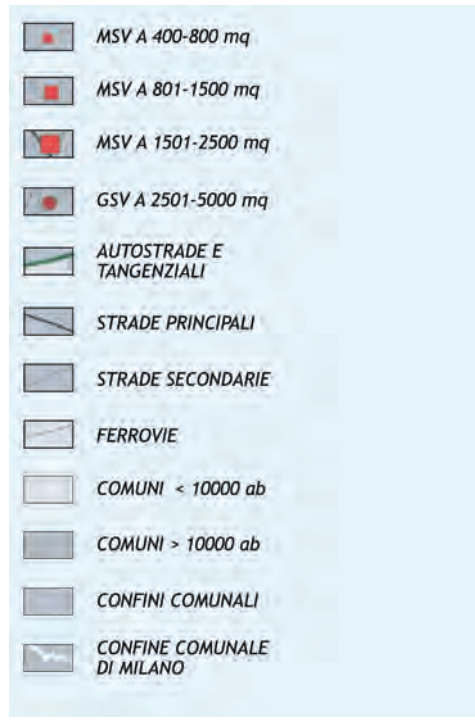 MSV A 400-800 mq
MSV A 801-1500 mq
MSV A 1501-2500 mq
GSV A 2501-5000 mq
AUTOSTRADE E
TANGENZIALI
STRADE PRINCIPALI
STRADE SECONDARIE
FERROVIE
COMUNI < 10000 ab
COMUNI > 10000 ab
CONFINI COMUNALI
CONFINE COMUNALE
DI MILANO